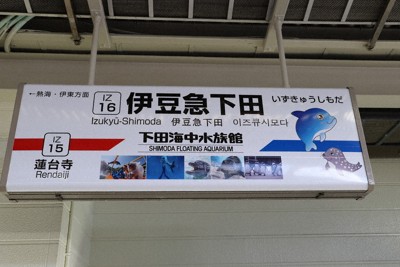 ←熱海・伊東方面
IZ
16
伊豆急下田
いずきゅうしもだ
Izukyū-Shimoda 伊豆急下田 이즈큐시모다
IZ
15
蓮台寺
Rendaiji
下田海中水族館
SHIMODA FLOATING AQUARIUM